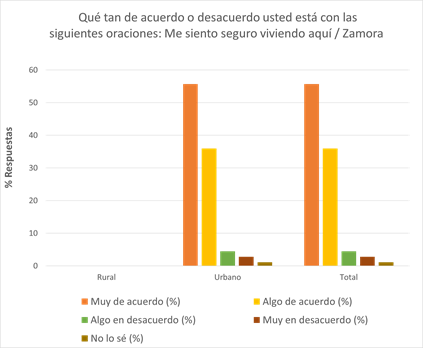 Qué tan de acuerdo o desacuerdo usted está con las
siguientes oraciones: Me siento seguro viviendo aquí / Zamora
% Respuestas
60
50
40
30
20
10
0
Rural
Urbano
Total
Muy de acuerdo (%)
Algo de acuerdo (%)
Algo en desacuerdo (%)
Muy en desacuerdo (%)
No lo sé (%)